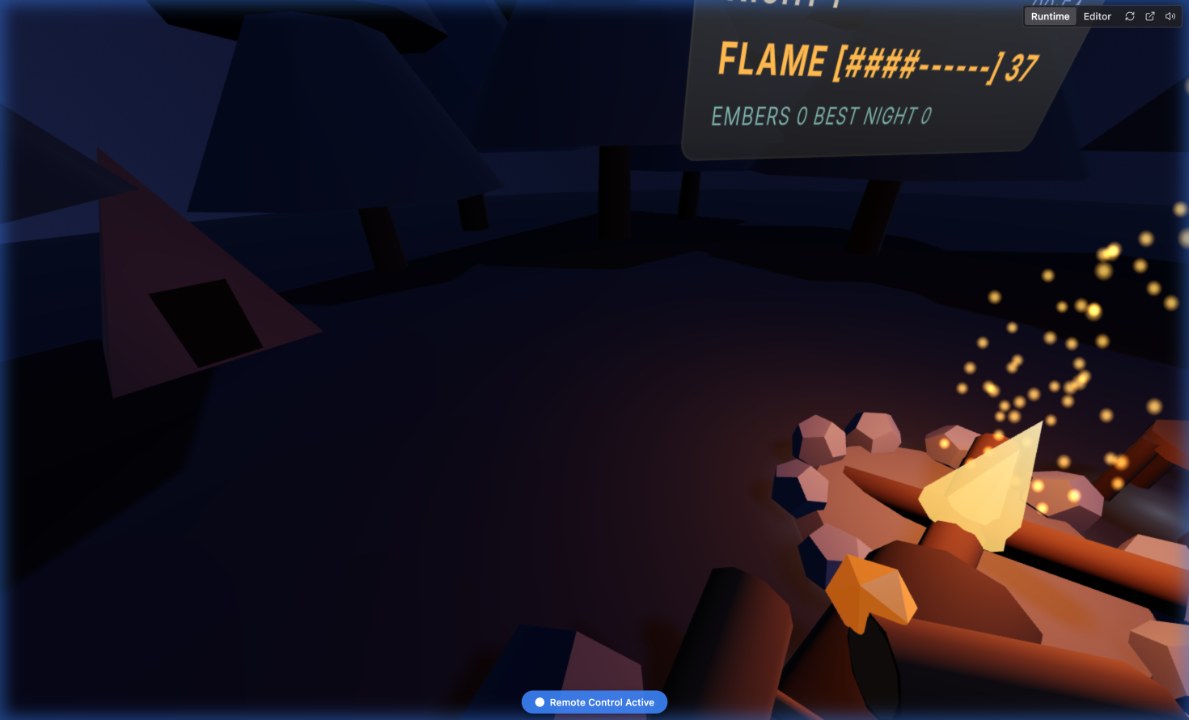 Runtime Editor
FLAME [####------] 37
EMBERS 0 BEST NIGHT 0
Remote Control Active